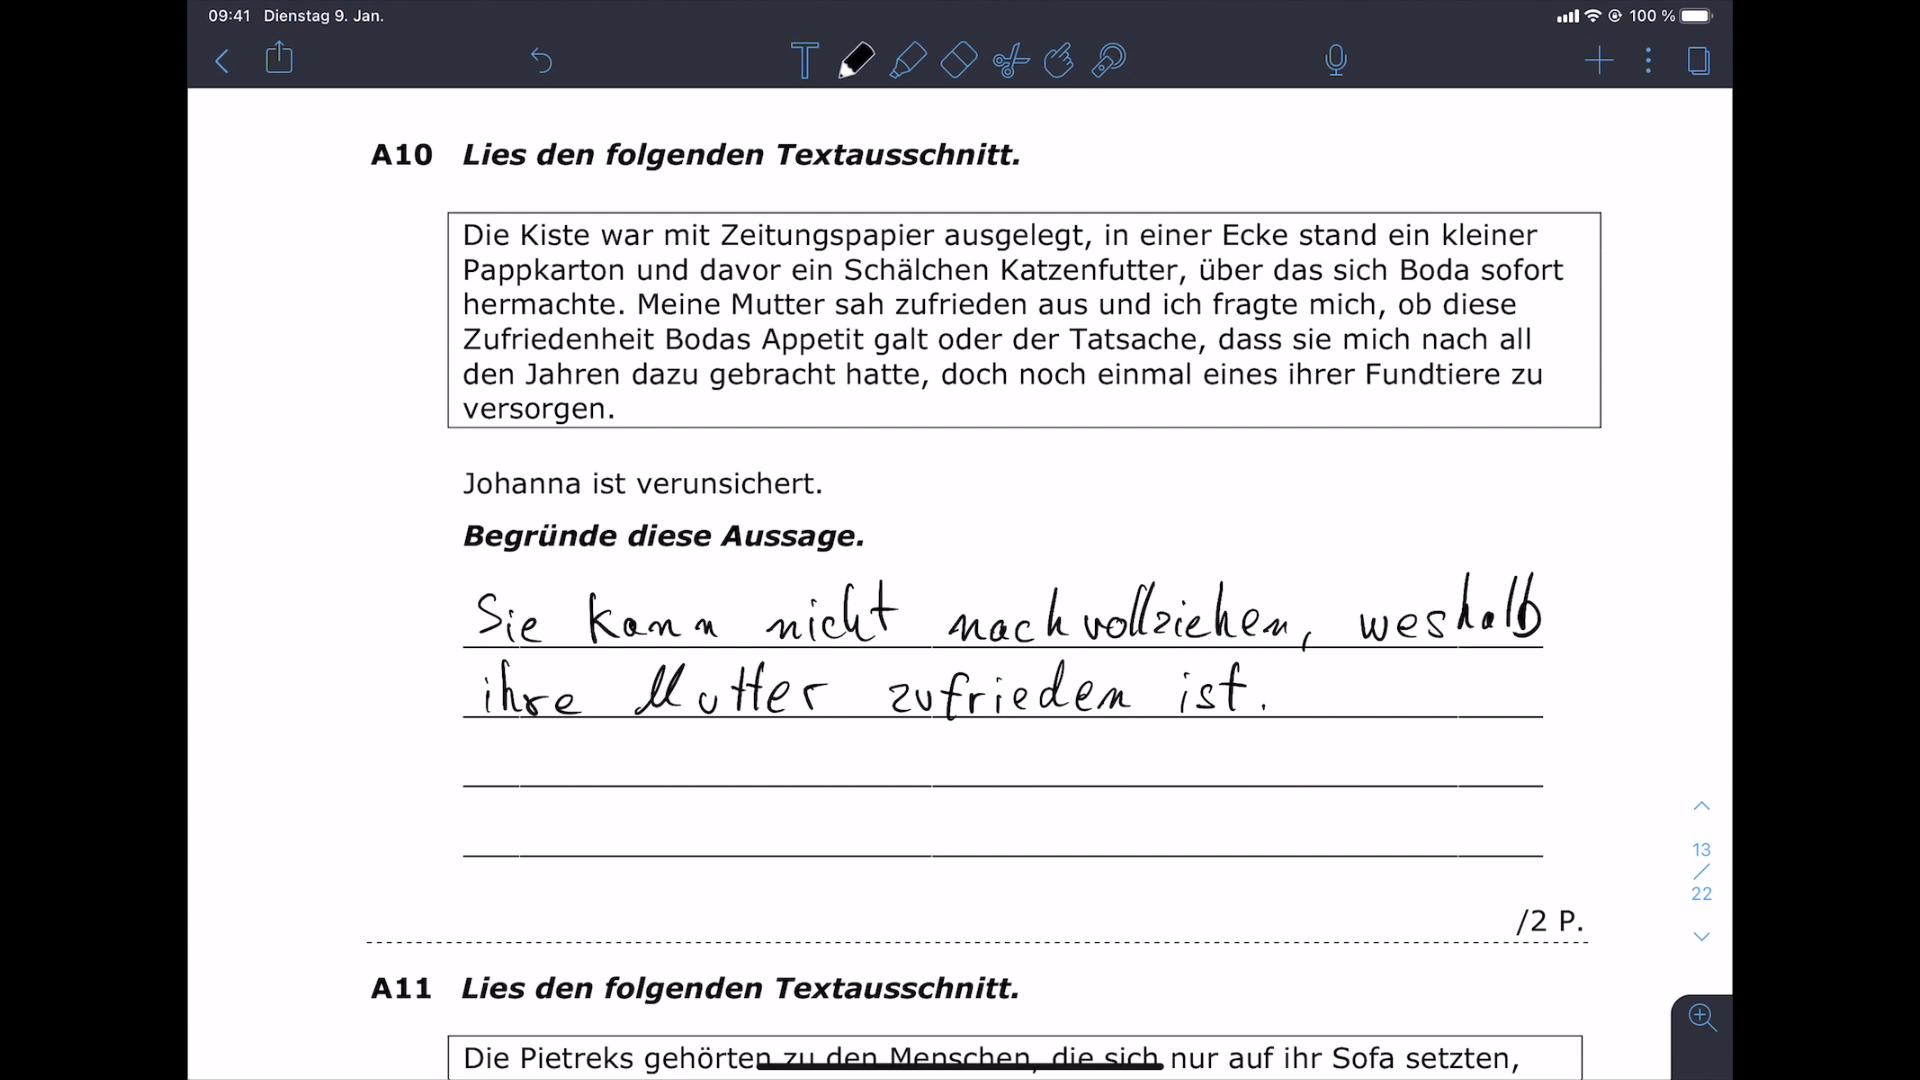 09:41 Dienstag 9. Jan.
100 %
A10 Lies den folgenden Textausschnitt.
Die Kiste war mit Zeitungspapier ausgelegt, in einer Ecke stand ein kleiner
Pappkarton und davor ein Schälchen Katzenfutter, über das sich Boda sofort
hermachte. Meine Mutter sah zufrieden aus und ich fragte mich, ob diese
Zufriedenheit Bodas Appetit galt oder der Tatsache, dass sie mich nach all
den Jahren dazu gebracht hatte, doch noch einmal eines ihrer Fundtiere zu
versorgen.
Johanna ist verunsichert.
Begründe diese Aussage.
Sie kann nicht nachvollziehen, weshalb
ihre Mutter zufrieden ist.
/2 P.
13
/
22
A11 Lies den folgenden Textausschnitt.
Die Pietreks gehörten zu den Menschen, die sich nur auf ihr Sofa setzten,